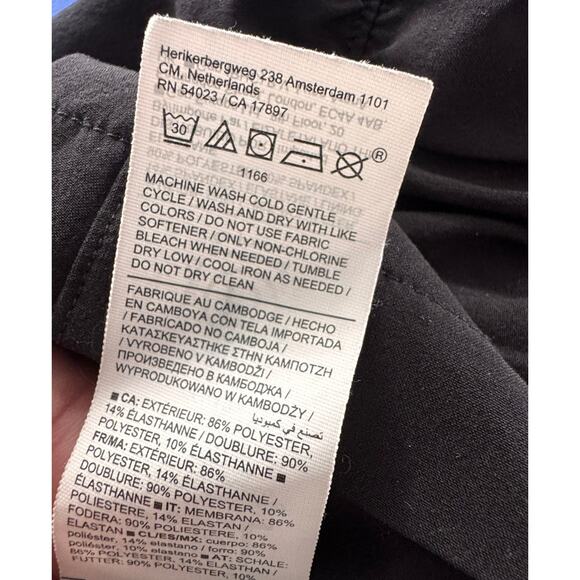 Herikerbergweg 238 Amsterdam 1101
CM, Netherlands
RN 54023 / CA 17897
30
®
1166
MACHINE WASH COLD GENTLE
CYCLE / WASH AND DRY WITH LIKE
COLORS / DO NOT USE FABRIC
SOFTENER / ONLY NON-CHLORINE
BLEACH WHEN NEEDED / TUMBLE
DRY LOW / COOL IRON AS NEEDED /
DO NOT DRY CLEAN
FABRIQUE AU CAMBODGE / HECHO
EN CAMBOYA CON TELA IMPORTADA
/ FABRICADO NO CAMBOJA /
ΚΑΤΑΣΚΕΥΑΣΤΗΚΕ ΣΤΗΝ ΚΑΜΠΟΤΖΗ
/ VYROBENO V KAMBODŽI /
ПРОИЗВЕДЕНО В КАМБОДЖА /
WYPRODUKOWANO W KAMBODŻY /
تصنع في كمبوديا
■ CA: EXTÉRIEUR: 86% POLYESTER,
14% ÉLASTHANNE / DOUBLURE: 90%
POLYESTER, 10% ÉLASTHANNE ■
FR/MA: EXTÉRIEUR: 86%
POLYESTER, 14% ÉLASTHANNE /
DOUBLURE: 90% POLYESTER, 10%
ÉLASTHANNE ■ IT: MEMBRANA: 86%
POLIESTERE, 14% ELASTAN /
FODERA: 90% POLIESTERE, 10%
ELASTAN ■ CL/ES/MX: cuerpo: 86%
poliéster, 14% elastano / forro: 90%
poliéster, 10% elastano ■ AT: SCHALE:
86% POLYESTER, 14% ELASTHAN /
FUTTER: 90% POLYESTER, 10%